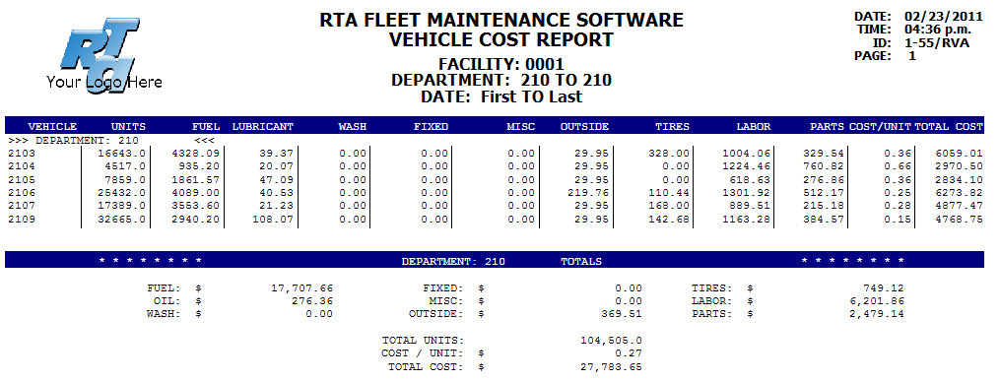 RTA FLEET MAINTENANCE SOFTWARE
VEHICLE COST REPORT
FACILITY: 0001
DEPARTMENT: 210 TO 210
DATE: First TO Last
DATE: 02/23/2011
TIME: 04:36 p.m.
ID: 1-55/RVA
PAGE: 1
RTA
Your Logo Here
VEHICLE UNITS FUEL LUBRICANT WASH FIXED MISC OUTSIDE TIRES LABOR PARTS COST/UNIT TOTAL COST
>>> DEPARTMENT: 210 <<<
2103 16643.0 4328.09 39.37 0.00 0.00 0.00 29.95 328.00 1004.06 329.54 0.36 6059.01
2104 4517.0 935.20 20.07 0.00 0.00 0.00 29.95 0.00 1224.46 760.82 0.66 2970.50
2105 7859.0 1861.57 47.09 0.00 0.00 0.00 29.95 0.00 618.63 276.86 0.36 2834.10
2106 25432.0 4089.00 40.53 0.00 0.00 0.00 219.76 110.44 1301.92 512.17 0.25 6273.82
2107 17389.0 3553.60 21.23 0.00 0.00 0.00 29.95 168.00 889.51 215.18 0.28 4877.47
2109 32665.0 2940.20 108.07 0.00 0.00 0.00 29.95 142.68 1163.28 384.57 0.15 4768.75
* * * * * * * * DEPARTMENT: 210 TOTALS * * * * * * * *
FUEL: $ 17,707.66 FIXED: $ 0.00 TIRES: $ 749.12
OIL: $ 276.36 MISC: $ 0.00 LABOR: $ 6,201.86
WASH: $ 0.00 OUTSIDE: $ 369.51 PARTS: $ 2,479.14
TOTAL UNITS: 104,505.0
COST / UNIT: $ 0.27
TOTAL COST: $ 27,783.65